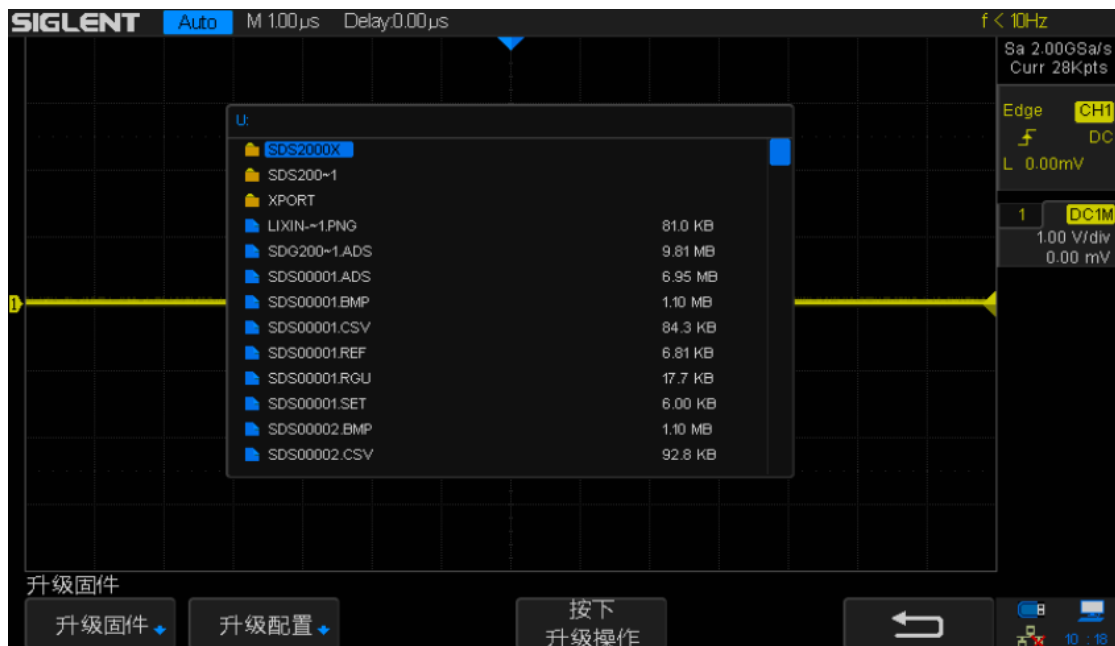 SIGLENT Auto M 1.00μs Delay:0.00μs f < 10Hz
Sa 2.00GSa/s
Curr 28Kpts
Edge CH1
DC
L 0.00mV
1 DC1M
1.00 V/div
0.00 mV
U:
SDS2000X
SDS200~1
XPORT
LIXIN-~1.PNG 81.0 KB
SDG200~1.ADS 9.81 MB
SDS00001.ADS 6.95 MB
SDS00001.BMP 1.10 MB
SDS00001.CSV 84.3 KB
SDS00001.REF 6.81 KB
SDS00001.RGU 17.7 KB
SDS00001.SET 6.00 KB
SDS00002.BMP 1.10 MB
SDS00002.CSV 92.8 KB
1
升级固件
升级固件 升级配置 按下
升级操作
10 : 18